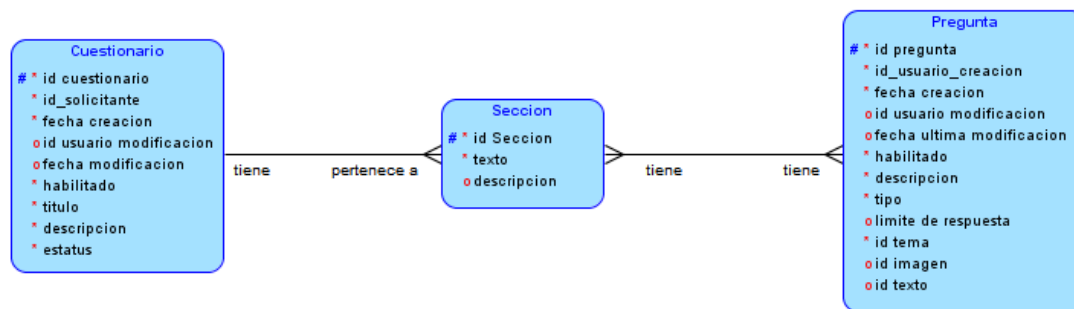 Cuestionario
# * id cuestionario
* id_solicitante
* fecha creacion
o id usuario modificacion
o fecha modificacion
* habilitado
* titulo
* descripcion
* estatus
tiene
pertenece a
Seccion
# * id Seccion
* texto
o descripcion
tiene
tiene
Pregunta
# * id pregunta
* id_usuario_creacion
* fecha creacion
o id usuario modificacion
o fecha ultima modificacion
* habilitado
* descripcion
* tipo
o limite de respuesta
* id tema
o id imagen
o id texto